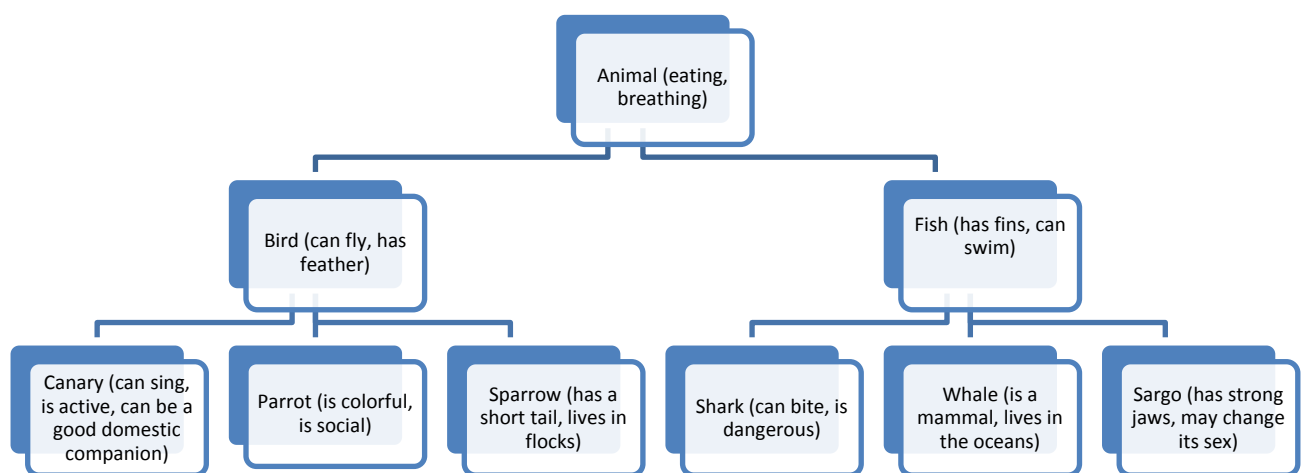 Animal (eating,
breathing)
Bird (can fly, has
feather)
Fish (has fins, can
swim)
Canary (can sing,
is active, can be a
good domestic
companion)
Parrot (is colorful,
is social)
Sparrow (has a
short tail, lives in
flocks)
Shark (can bite, is
dangerous)
Whale (is a
mammal, lives in
the oceans)
Sargo (has strong
jaws, may change
its sex)